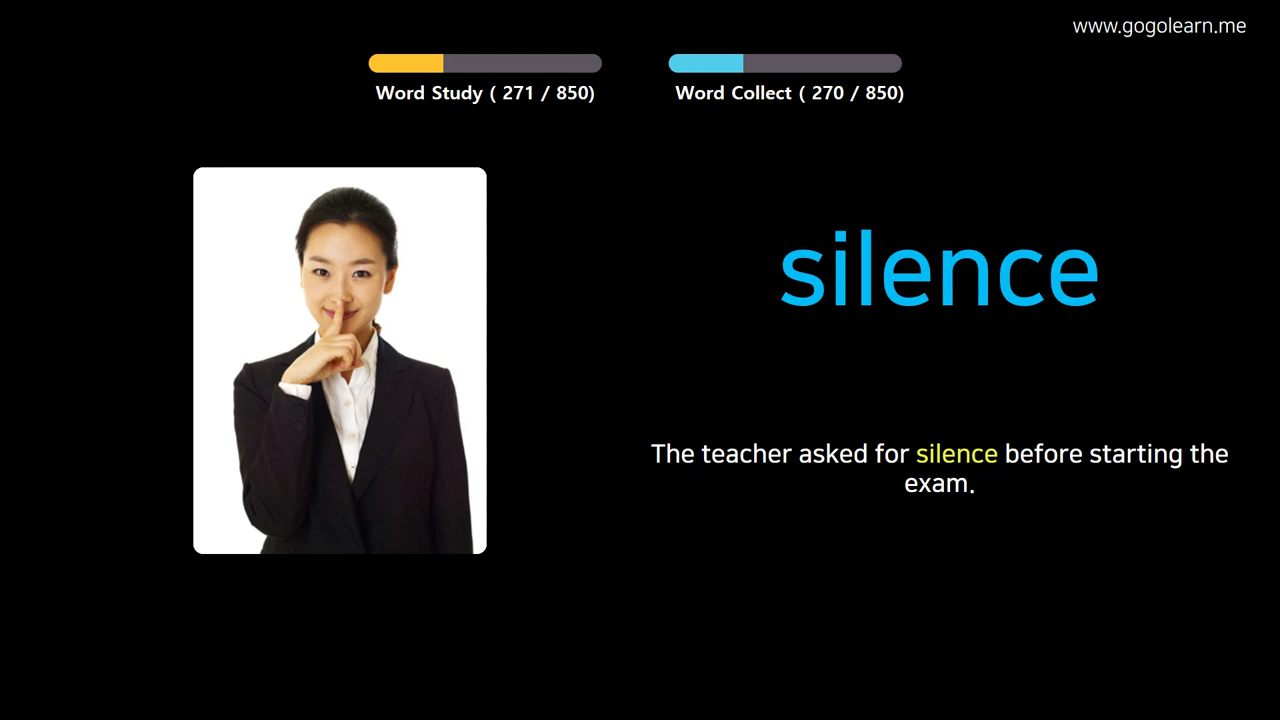 www.gogolearn.me
Word Study ( 271 / 850)
Word Collect ( 270 / 850)
silence
The teacher asked for silence before starting the
exam.